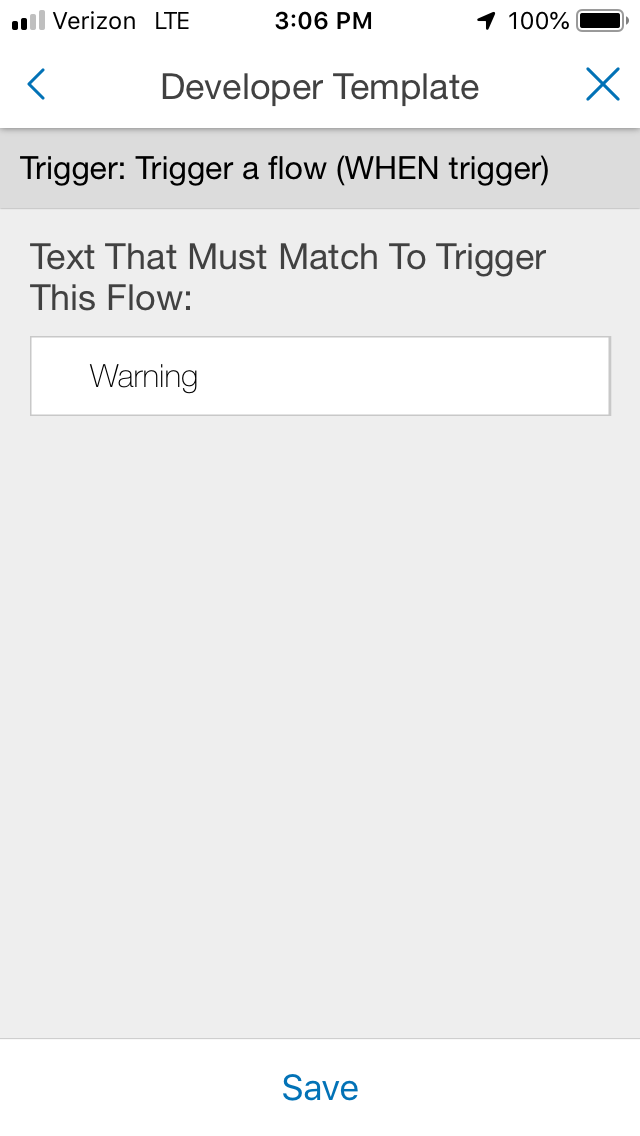 Verizon LTE 3:06 PM 100%
Developer Template
Trigger: Trigger a flow (WHEN trigger)
Text That Must Match To Trigger
This Flow:
Warning
Save